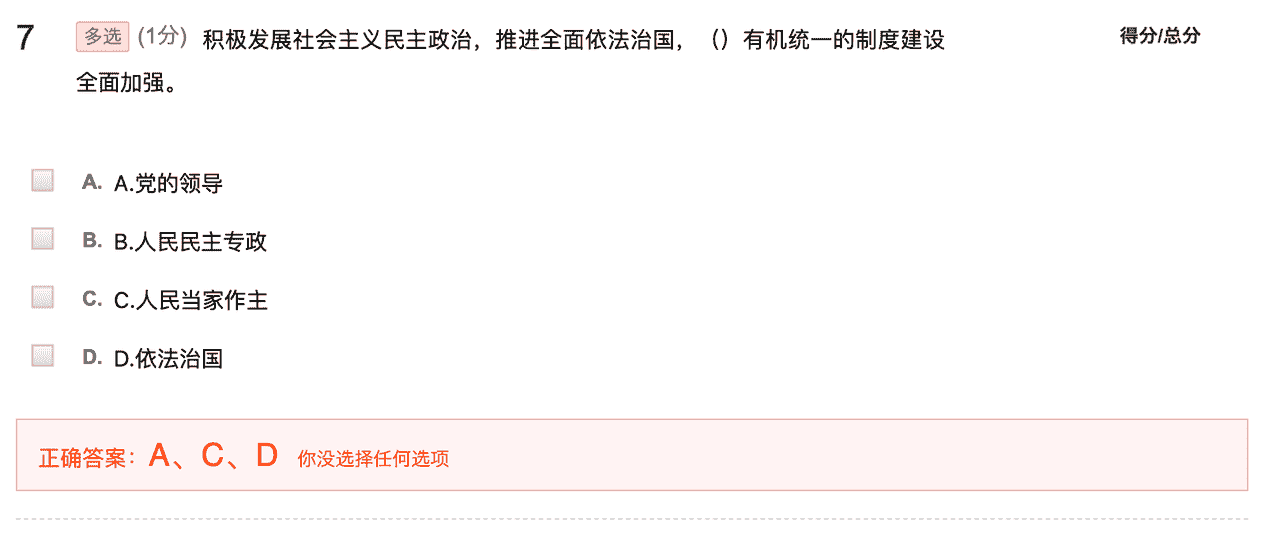 7 多选 (1分) 积极发展社会主义民主政治，推进全面依法治国，（）有机统一的制度建设 得分/总分
全面加强。
A. A.党的领导
B. B.人民民主专政
C. C.人民当家作主
D. D.依法治国
正确答案：A、C、D 你没选择任何选项